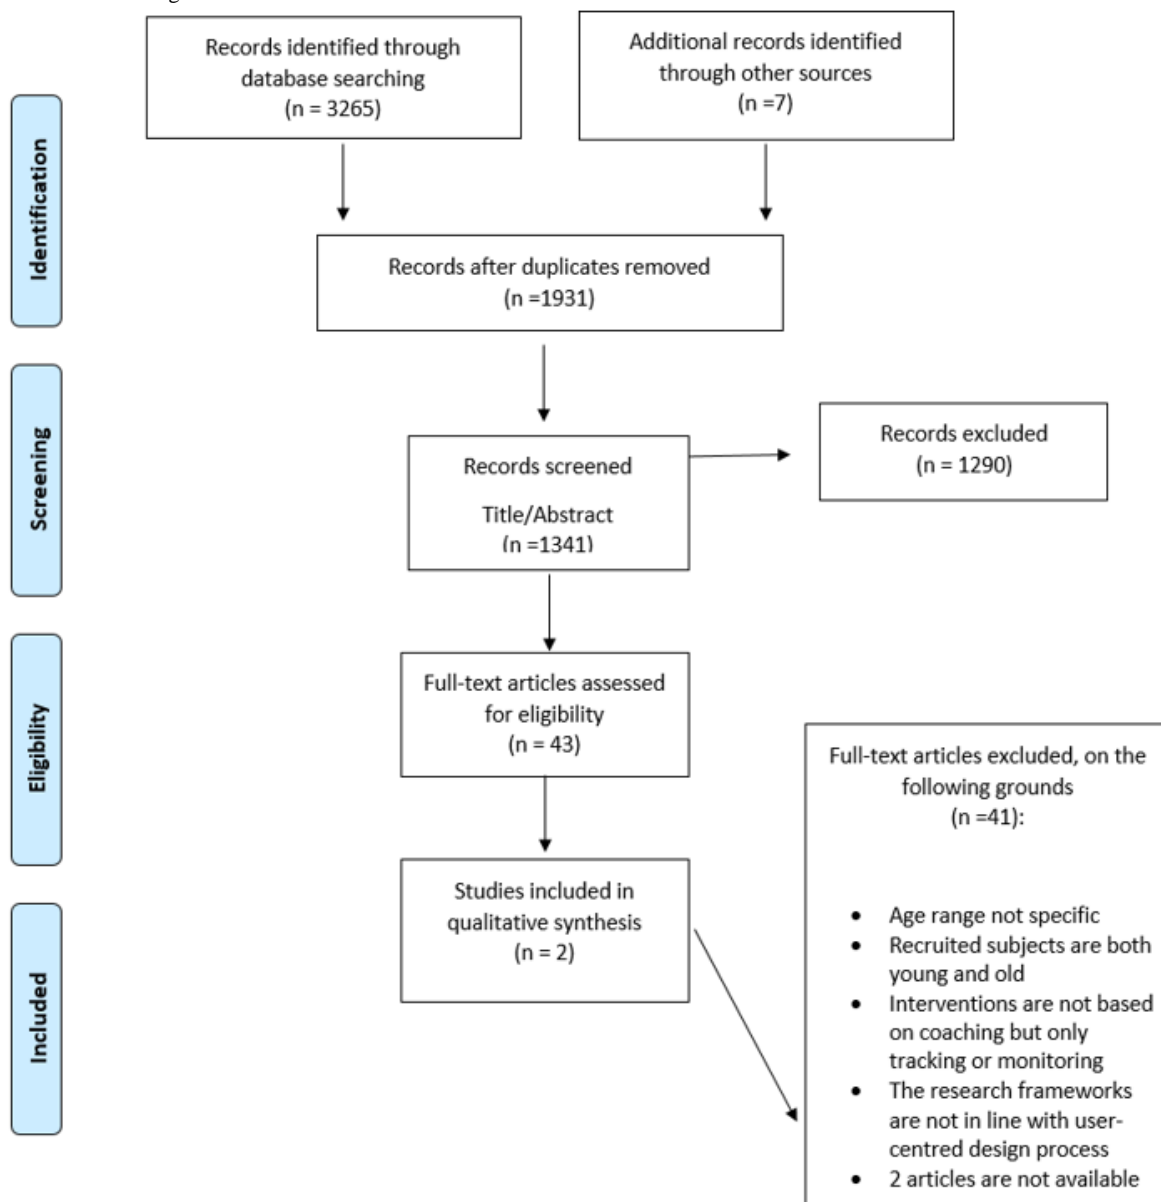 Records identified through
database searching
(n = 3265)
Additional records identified
through other sources
(n =7)
Identification
Records after duplicates removed
(n =1931)
Screening
Records screened
Title/Abstract
(n =1341)
Records excluded
(n = 1290)
Eligibility
Full-text articles assessed
for eligibility
(n = 43)
Full-text articles excluded, on the
following grounds
(n =41):
• Age range not specific
• Recruited subjects are both
young and old
• Interventions are not based
on coaching but only
tracking or monitoring
• The research frameworks
are not in line with user-
centred design process
• 2 articles are not available
Included
Studies included in
qualitative synthesis
(n = 2)